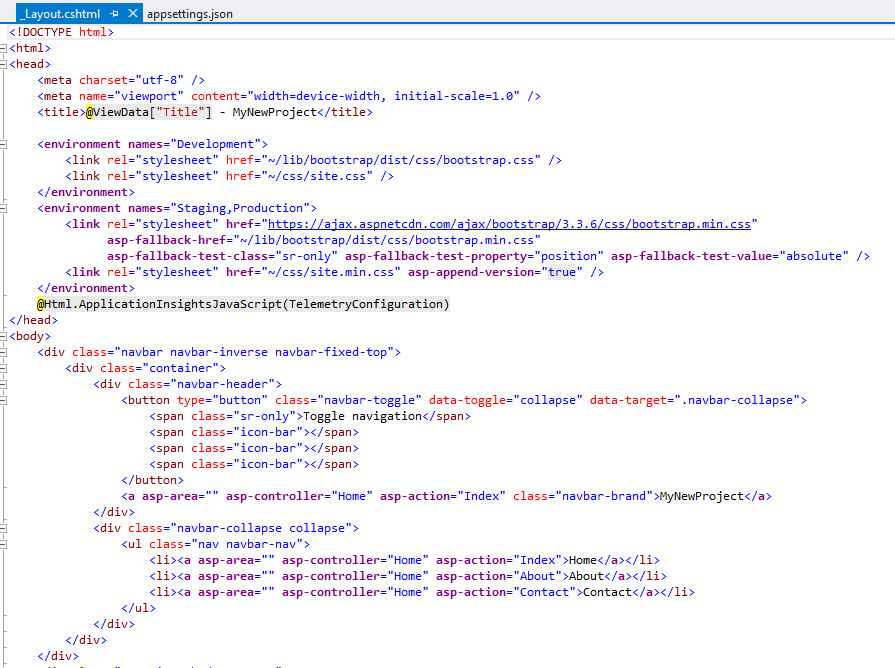 _Layout.cshtml appsettings.json
<!DOCTYPE html>
<html>
<head>
    <meta charset="utf-8" />
    <meta name="viewport" content="width=device-width, initial-scale=1.0" />
    <title>@ViewData["Title"] - MyNewProject</title>

    <environment names="Development">
        <link rel="stylesheet" href="~/lib/bootstrap/dist/css/bootstrap.css" />
        <link rel="stylesheet" href="~/css/site.css" />
    </environment>
    <environment names="Staging,Production">
        <link rel="stylesheet" href="https://ajax.aspnetcdn.com/ajax/bootstrap/3.3.6/css/bootstrap.min.css"
              asp-fallback-href="~/lib/bootstrap/dist/css/bootstrap.min.css"
              asp-fallback-test-class="sr-only" asp-fallback-test-property="position" asp-fallback-test-value="absolute" />
        <link rel="stylesheet" href="~/css/site.min.css" asp-append-version="true" />
    </environment>
    @Html.ApplicationInsightsJavaScript(TelemetryConfiguration)
</head>
<body>
    <div class="navbar navbar-inverse navbar-fixed-top">
        <div class="container">
            <div class="navbar-header">
                <button type="button" class="navbar-toggle" data-toggle="collapse" data-target=".navbar-collapse">
                    <span class="sr-only">Toggle navigation</span>
                    <span class="icon-bar"></span>
                    <span class="icon-bar"></span>
                    <span class="icon-bar"></span>
                </button>
                <a asp-area="" asp-controller="Home" asp-action="Index" class="navbar-brand">MyNewProject</a>
            </div>
            <div class="navbar-collapse collapse">
                <ul class="nav navbar-nav">
                    <li><a asp-area="" asp-controller="Home" asp-action="Index">Home</a></li>
                    <li><a asp-area="" asp-controller="Home" asp-action="About">About</a></li>
                    <li><a asp-area="" asp-controller="Home" asp-action="Contact">Contact</a></li>
                </ul>
            </div>
        </div>
    </div>